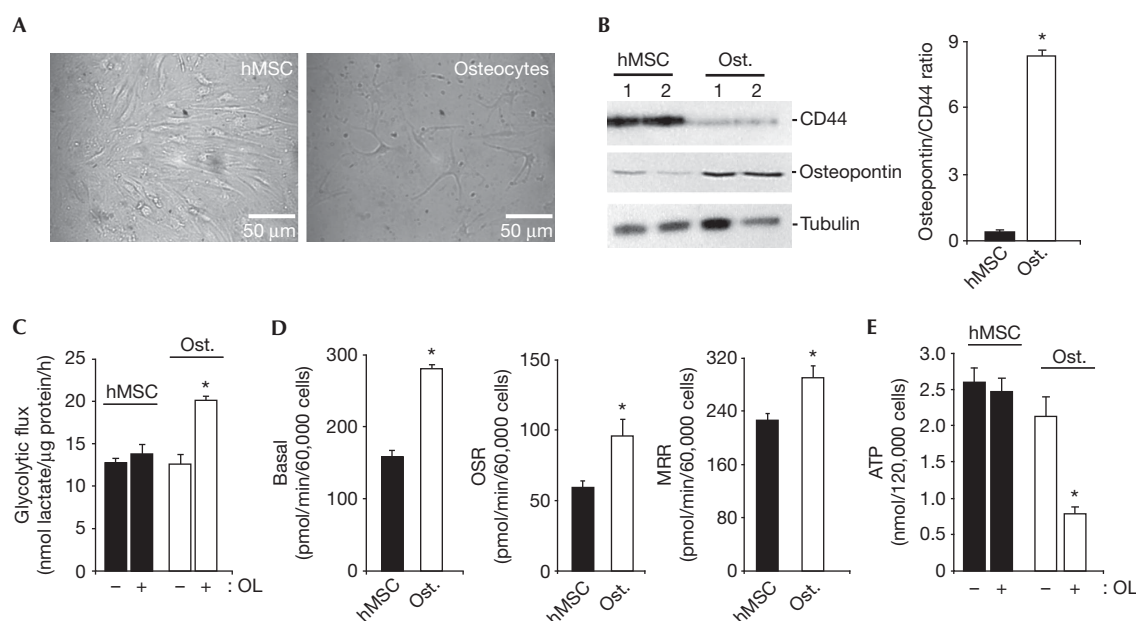 A
hMSC
50 µm
Osteocytes
50 µm
B
hMSC
Ost.
1 2 1 2
CD44
Osteopontin
Tubulin
Osteopontin/CD44 ratio
9
6
3
0
*
hMSC
Ost.
C
Glycolytic flux
(nmol lactate/µg protein/h)
25
20
15
10
5
0
hMSC
Ost.
*
– + – + : OL
D
Basal
(pmol/min/60,000 cells)
300
150
0
*
hMSC
Ost.
OSR
(pmol/min/60,000 cells)
150
100
50
0
*
hMSC
Ost.
MRR
(pmol/min/60,000 cells)
320
240
160
80
0
*
hMSC
Ost.
E
ATP
(nmol/120,000 cells)
3.0
2.5
2.0
1.5
1.0
0.5
0
hMSC
Ost.
*
– + – + : OL